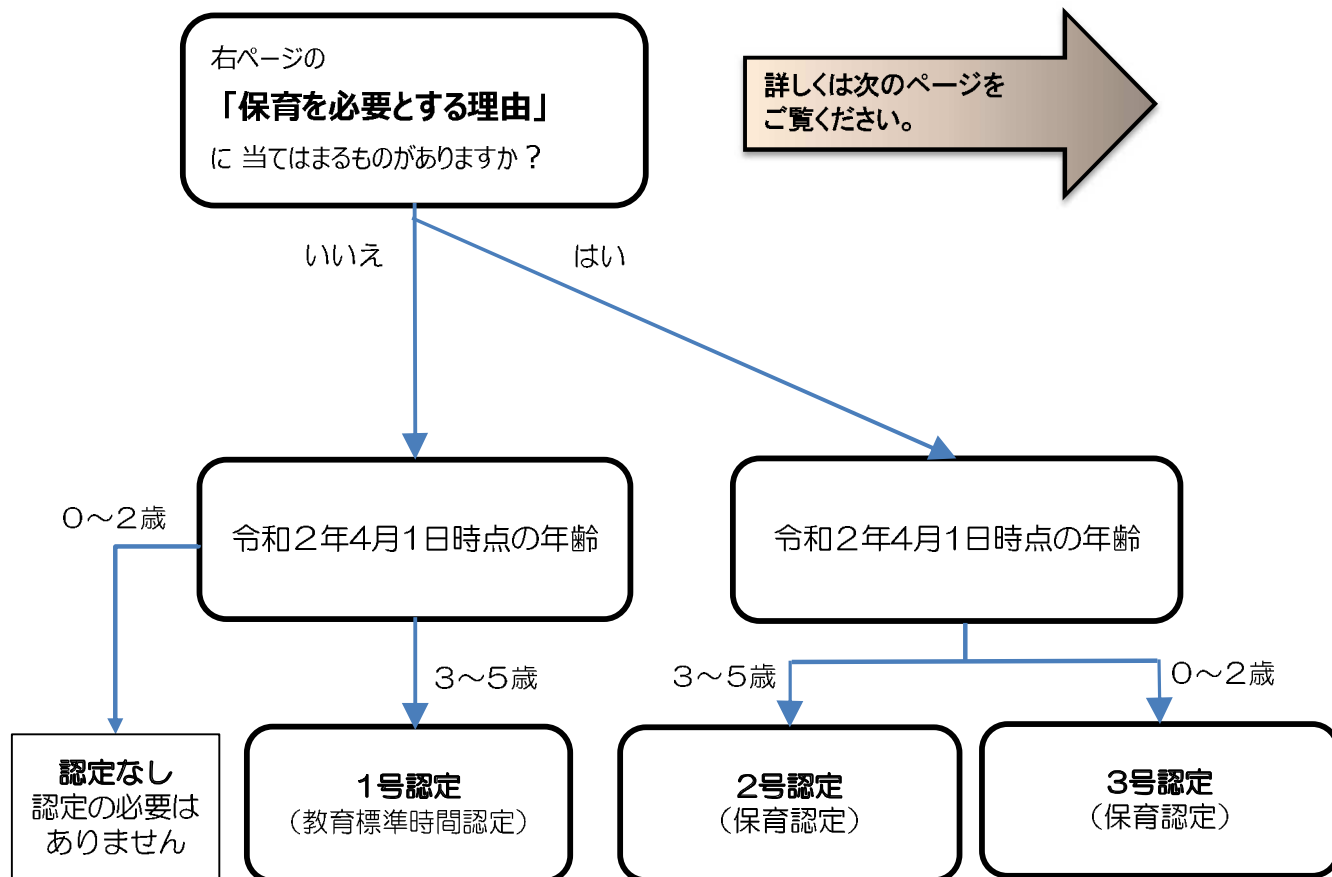 右ページの
「保育を必要とする理由」
に 当てはまるものがありますか？
詳しくは次のページを
ご覧ください。
いいえ
はい
０～２歳
令和２年４月１日時点の年齢
令和２年４月１日時点の年齢
３～５歳
３～５歳
０～２歳
認定なし
認定の必要は
ありません
１号認定
（教育標準時間認定）
２号認定
（保育認定）
３号認定
（保育認定）